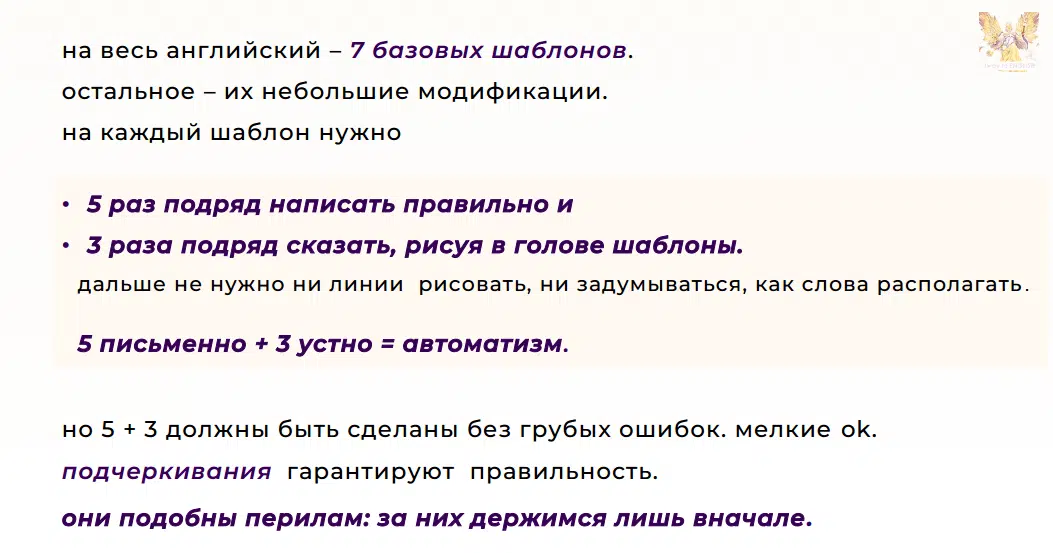 на весь английский – 7 базовых шаблонов.
остальное – их небольшие модификации.
на каждый шаблон нужно
• 5 раз подряд написать правильно и
• 3 раза подряд сказать, рисуя в голове шаблоны.
дальше не нужно ни линии рисовать, ни задумываться, как слова располагать.
5 письменно + 3 устно = автоматизм.
но 5 + 3 должны быть сделаны без грубых ошибок. мелкие ok.
подчеркивания гарантируют правильность.
они подобны перилам: за них держимся лишь вначале.